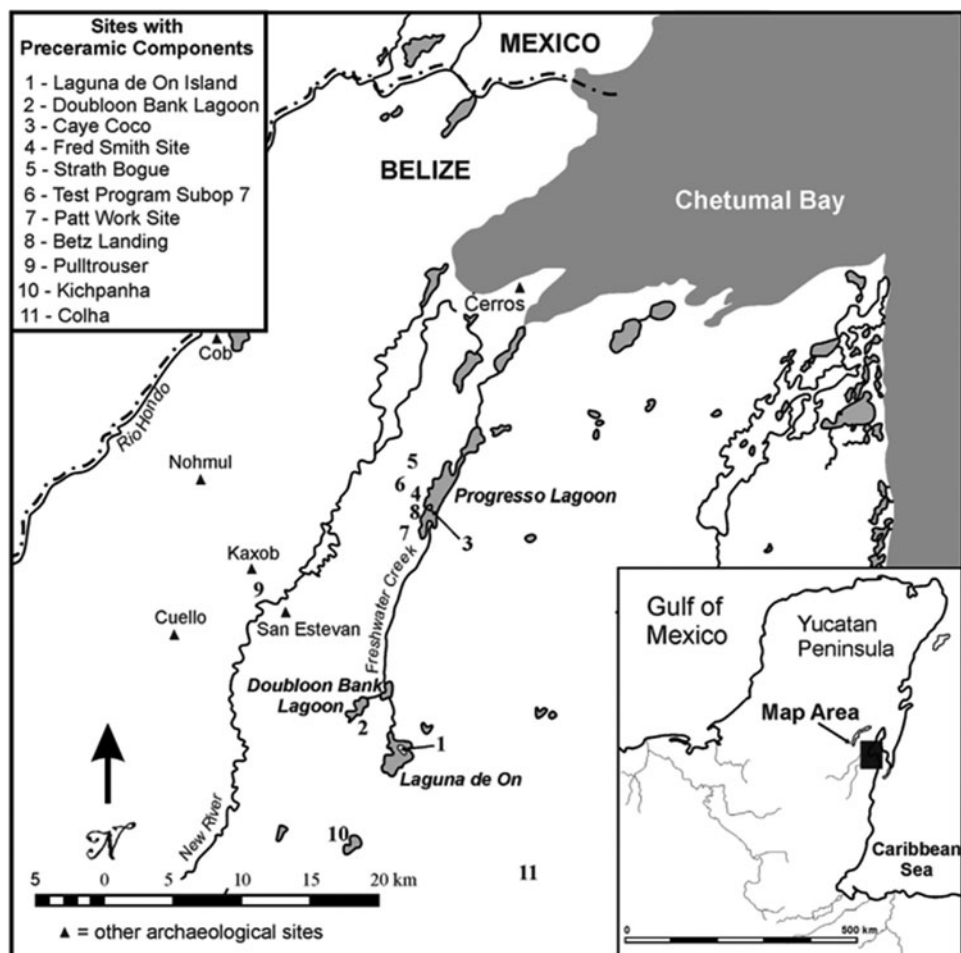 Sites with
Preceramic Components
1 - Laguna de On Island
2 - Doubloon Bank Lagoon
3 - Caye Coco
4 - Fred Smith Site
5 - Strath Bogue
6 - Test Program Subop 7
7 - Patt Work Site
8 - Betz Landing
9 - Pulltrouser
10 - Kichpanha
11 - Colha
MEXICO
BELIZE
Chetumal Bay
Cerros
Cob
Rio Hondo
Nohmul
5
6
4
8
7
3
Progresso Lagoon
Kaxob
9
Cuello
San Estevan
Freshwater Creek
Doubloon Bank
Lagoon
2
1
Laguna de On
New River
10
11
N
5 0 5 10 20 km
▲ = other archaeological sites
Gulf of
Mexico
Yucatan
Peninsula
Map Area
Caribbean
Sea
0 500 km